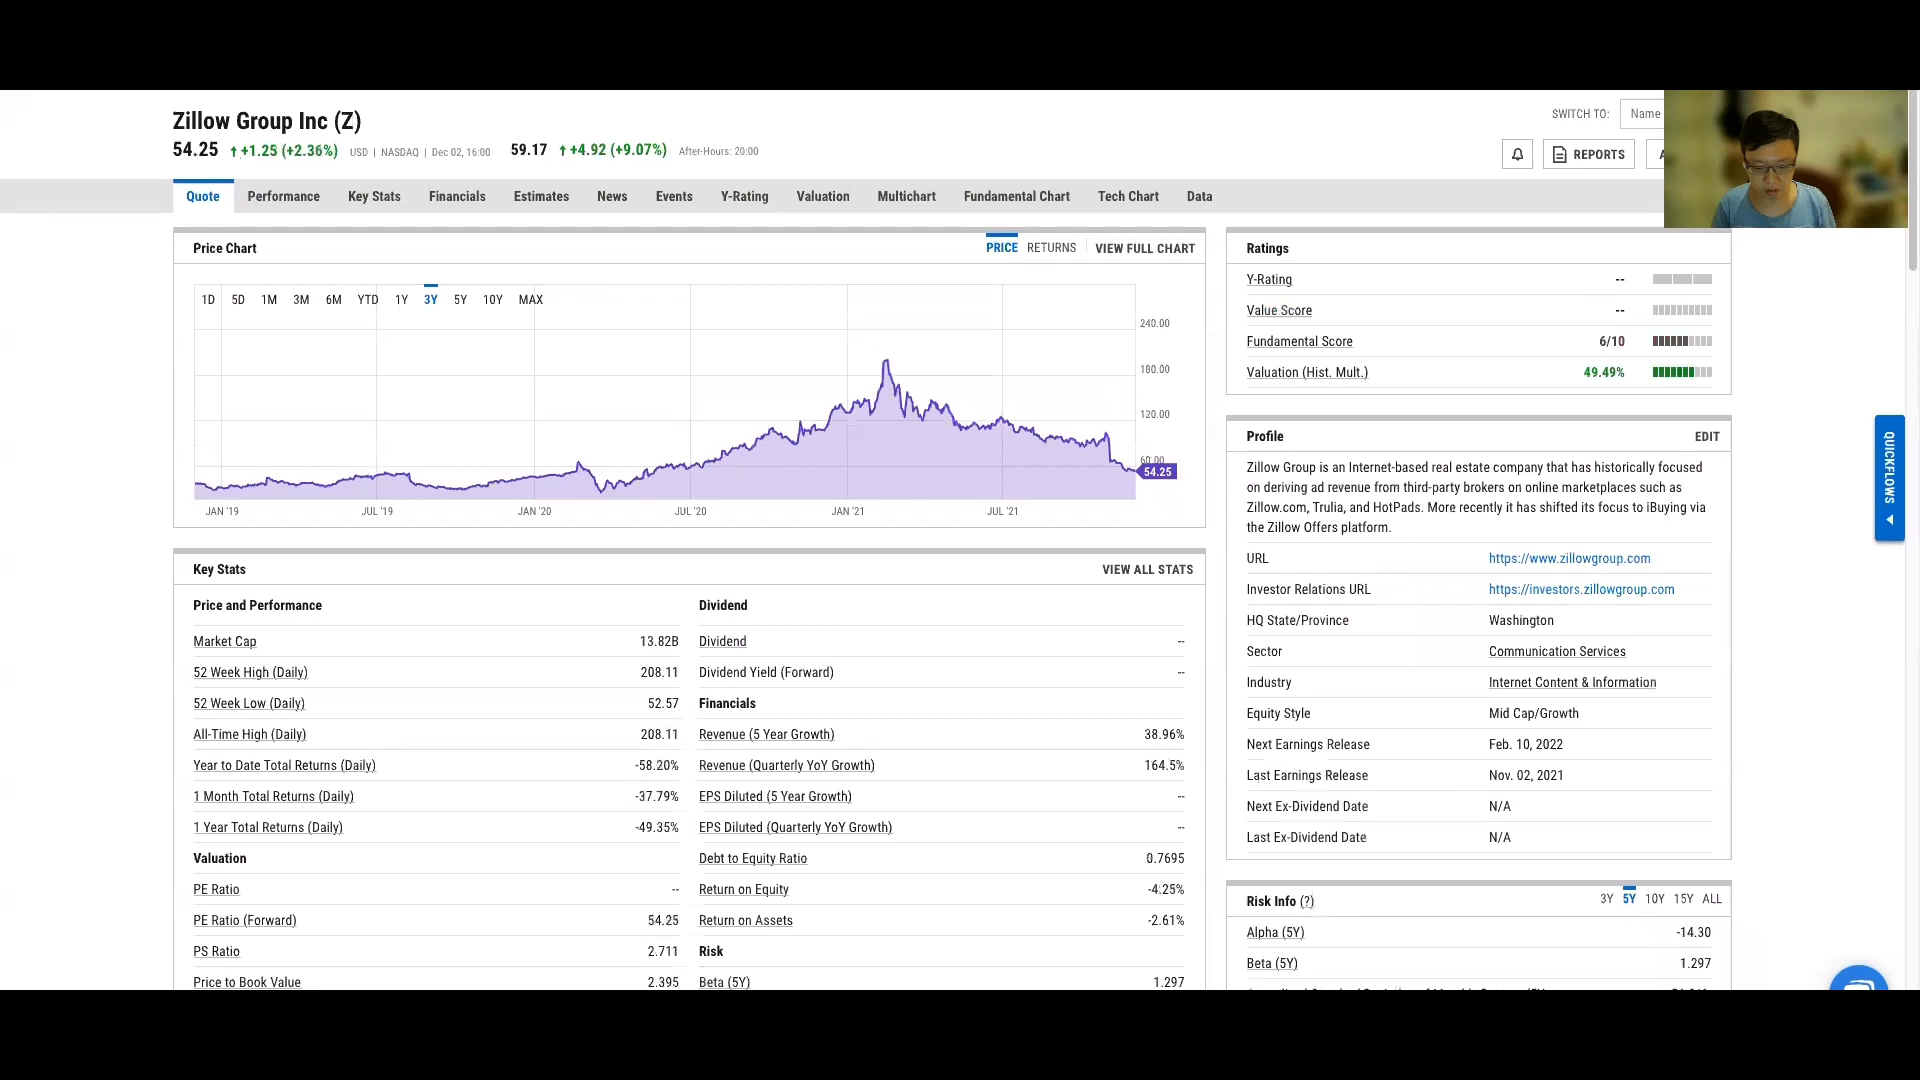 Zillow Group Inc (Z)
SWITCH TO: Name
54.25 +1.25 (+2.36%) USD | NASDAQ | Dec 02, 16:00 59.17 +4.92 (+9.07%) After-Hours: 20:00
REPORTS
Quote Performance Key Stats Financials Estimates News Events Y-Rating Valuation Multichart Fundamental Chart Tech Chart Data
Price Chart PRICE RETURNS VIEW FULL CHART
1D 5D 1M 3M 6M YTD 1Y 3Y 5Y 10Y MAX
240.00
180.00
120.00
60.00
54.25
JAN '19 JUL '19 JAN '20 JUL '20 JAN '21 JUL '21
Key Stats VIEW ALL STATS
Price and Performance
Market Cap 13.82B
52 Week High (Daily) 208.11
52 Week Low (Daily) 52.57
All-Time High (Daily) 208.11
Year to Date Total Returns (Daily) -58.20%
1 Month Total Returns (Daily) -37.79%
1 Year Total Returns (Daily) -49.35%
Valuation
PE Ratio --
PE Ratio (Forward) 54.25
PS Ratio 2.711
Price to Book Value 2.395
Dividend
Dividend --
Dividend Yield (Forward) --
Financials
Revenue (5 Year Growth) 38.96%
Revenue (Quarterly YoY Growth) 164.5%
EPS Diluted (5 Year Growth) --
EPS Diluted (Quarterly YoY Growth) --
Debt to Equity Ratio 0.7695
Return on Equity -4.25%
Return on Assets -2.61%
Risk
Beta (5Y) 1.297
Ratings
Y-Rating --
Value Score --
Fundamental Score 6/10
Valuation (Hist. Mult.) 49.49%
Profile EDIT
Zillow Group is an Internet-based real estate company that has historically focused
on deriving ad revenue from third-party brokers on online marketplaces such as
Zillow.com, Trulia, and HotPads. More recently it has shifted its focus to iBuying via
the Zillow Offers platform.
URL https://www.zillowgroup.com
Investor Relations URL https://investors.zillowgroup.com
HQ State/Province Washington
Sector Communication Services
Industry Internet Content & Information
Equity Style Mid Cap/Growth
Next Earnings Release Feb. 10, 2022
Last Earnings Release Nov. 02, 2021
Next Ex-Dividend Date N/A
Last Ex-Dividend Date N/A
Risk Info (?) 3Y 5Y 10Y 15Y ALL
Alpha (5Y) -14.30
Beta (5Y) 1.297
QUICKFLOWS